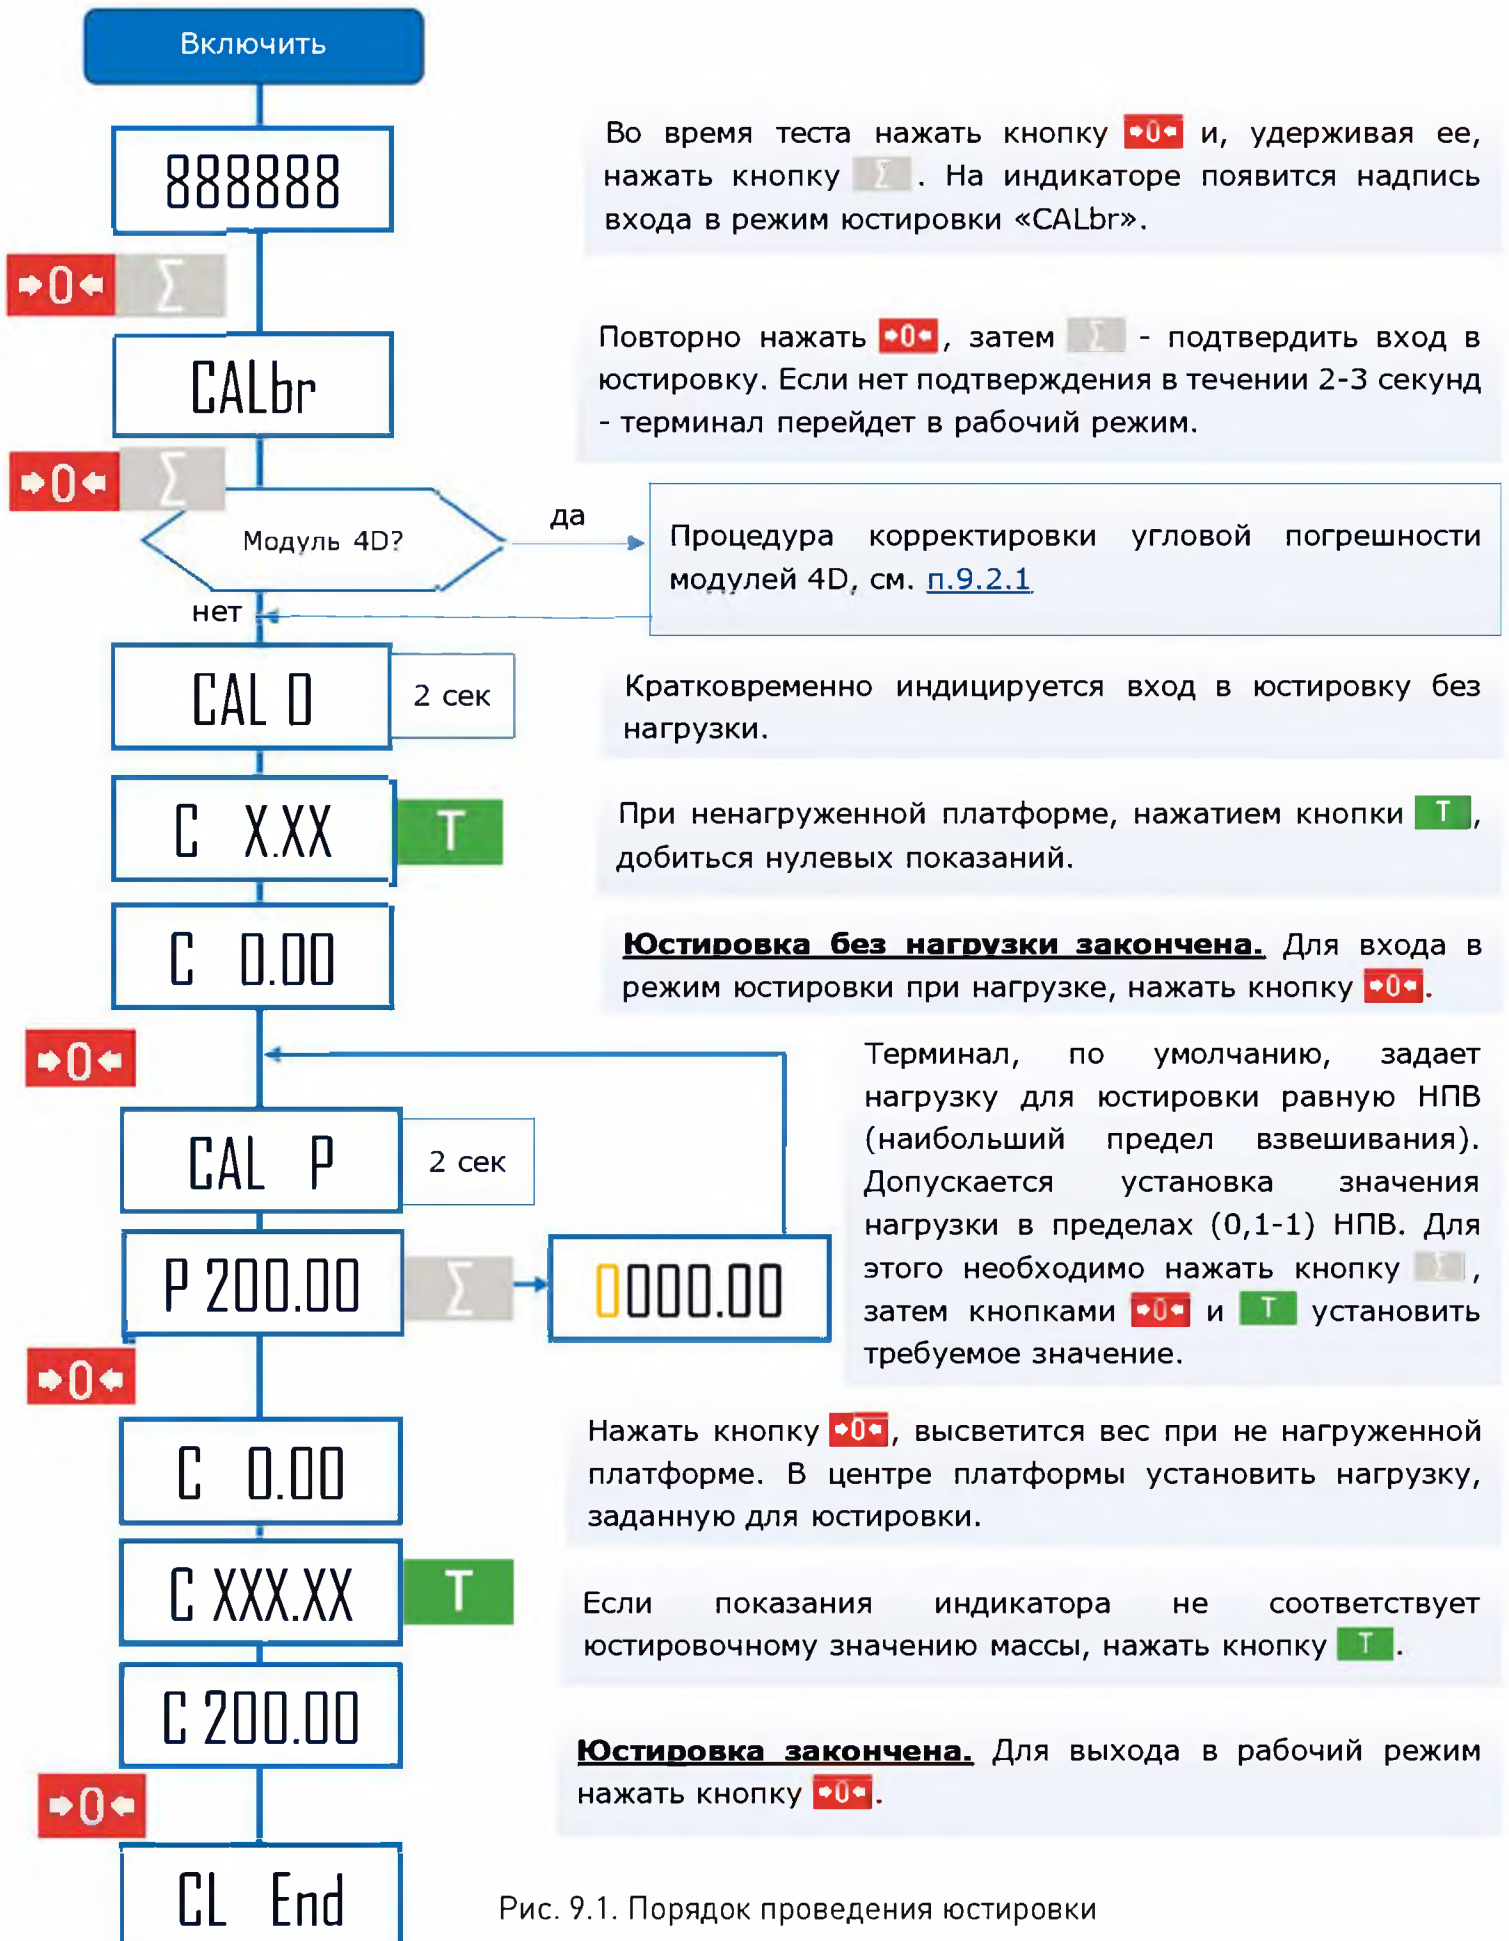 Включить
888888
Во время теста нажать кнопку →0← и, удерживая ее,
нажать кнопку Σ . На индикаторе появится надпись
входа в режим юстировки «CALbr».
→0← Σ
CALbr
Повторно нажать →0←, затем Σ - подтвердить вход в
юстировку. Если нет подтверждения в течении 2-3 секунд
- терминал перейдет в рабочий режим.
→0← Σ
Модуль 4D?
да
нет
Процедура корректировки угловой погрешности
модулей 4D, см. п.9.2.1
CAL 0
2 сек
Кратковременно индицируется вход в юстировку без
нагрузки.
C X.XX
T
При ненагруженной платформе, нажатием кнопки T ,
добиться нулевых показаний.
C 0.00
Юстировка без нагрузки закончена. Для входа в
режим юстировки при нагрузке, нажать кнопку →0←.
→0←
CAL P
2 сек
P 200.00
Σ
0000.00
Терминал, по умолчанию, задает
нагрузку для юстировки равную НПВ
(наибольший предел взвешивания).
Допускается установка значения
нагрузки в пределах (0,1-1) НПВ. Для
этого необходимо нажать кнопку Σ ,
затем кнопками →0← и T установить
требуемое значение.
→0←
C 0.00
Нажать кнопку →0←, высветится вес при не нагруженной
платформе. В центре платформы установить нагрузку,
заданную для юстировки.
C XXX.XX
T
Если показания индикатора не соответствует
юстировочному значению массы, нажать кнопку T .
C 200.00
Юстировка закончена. Для выхода в рабочий режим
нажать кнопку →0←.
→0←
CL End
Рис. 9.1. Порядок проведения юстировки